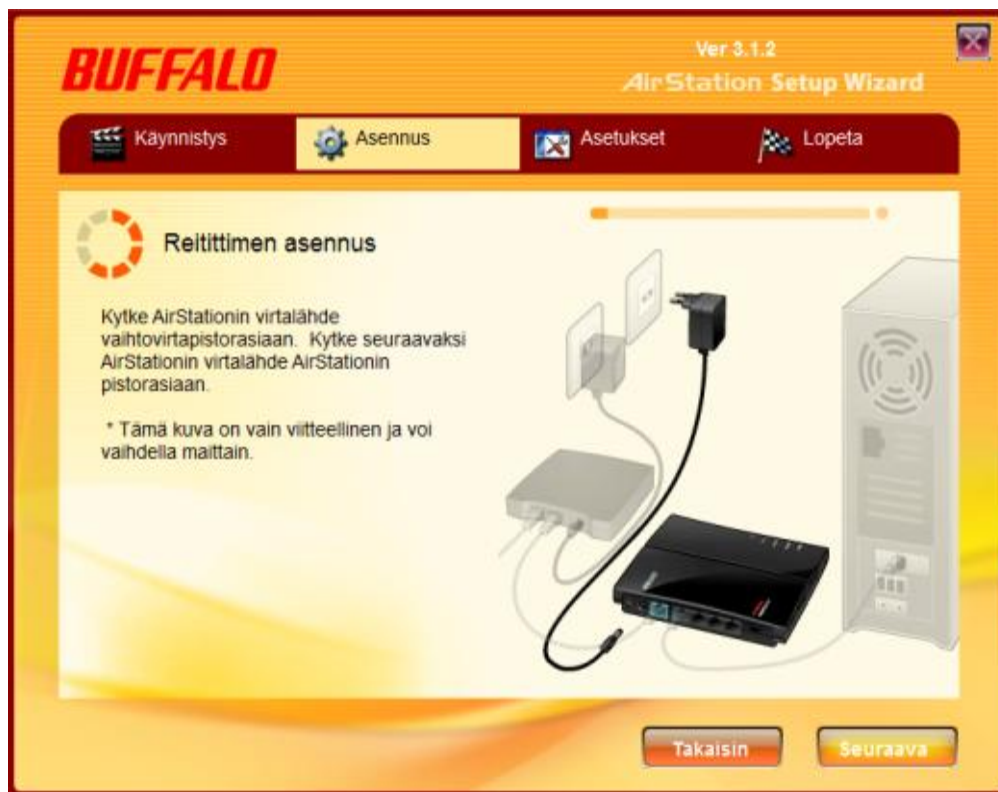 BUFFALO
Ver 3.1.2
AirStation Setup Wizard
Käynnistys
Asennus
Asetukset
Lopeta
Reitittimen asennus
Kytke AirStationin virtalähde
vaihtovirtapistorasiaan. Kytke seuraavaksi
AirStationin virtalähde AirStationin
pistorasiaan.
* Tämä kuva on vain viitteellinen ja voi
vaihdella maittain.
Takaisin
Seuraava